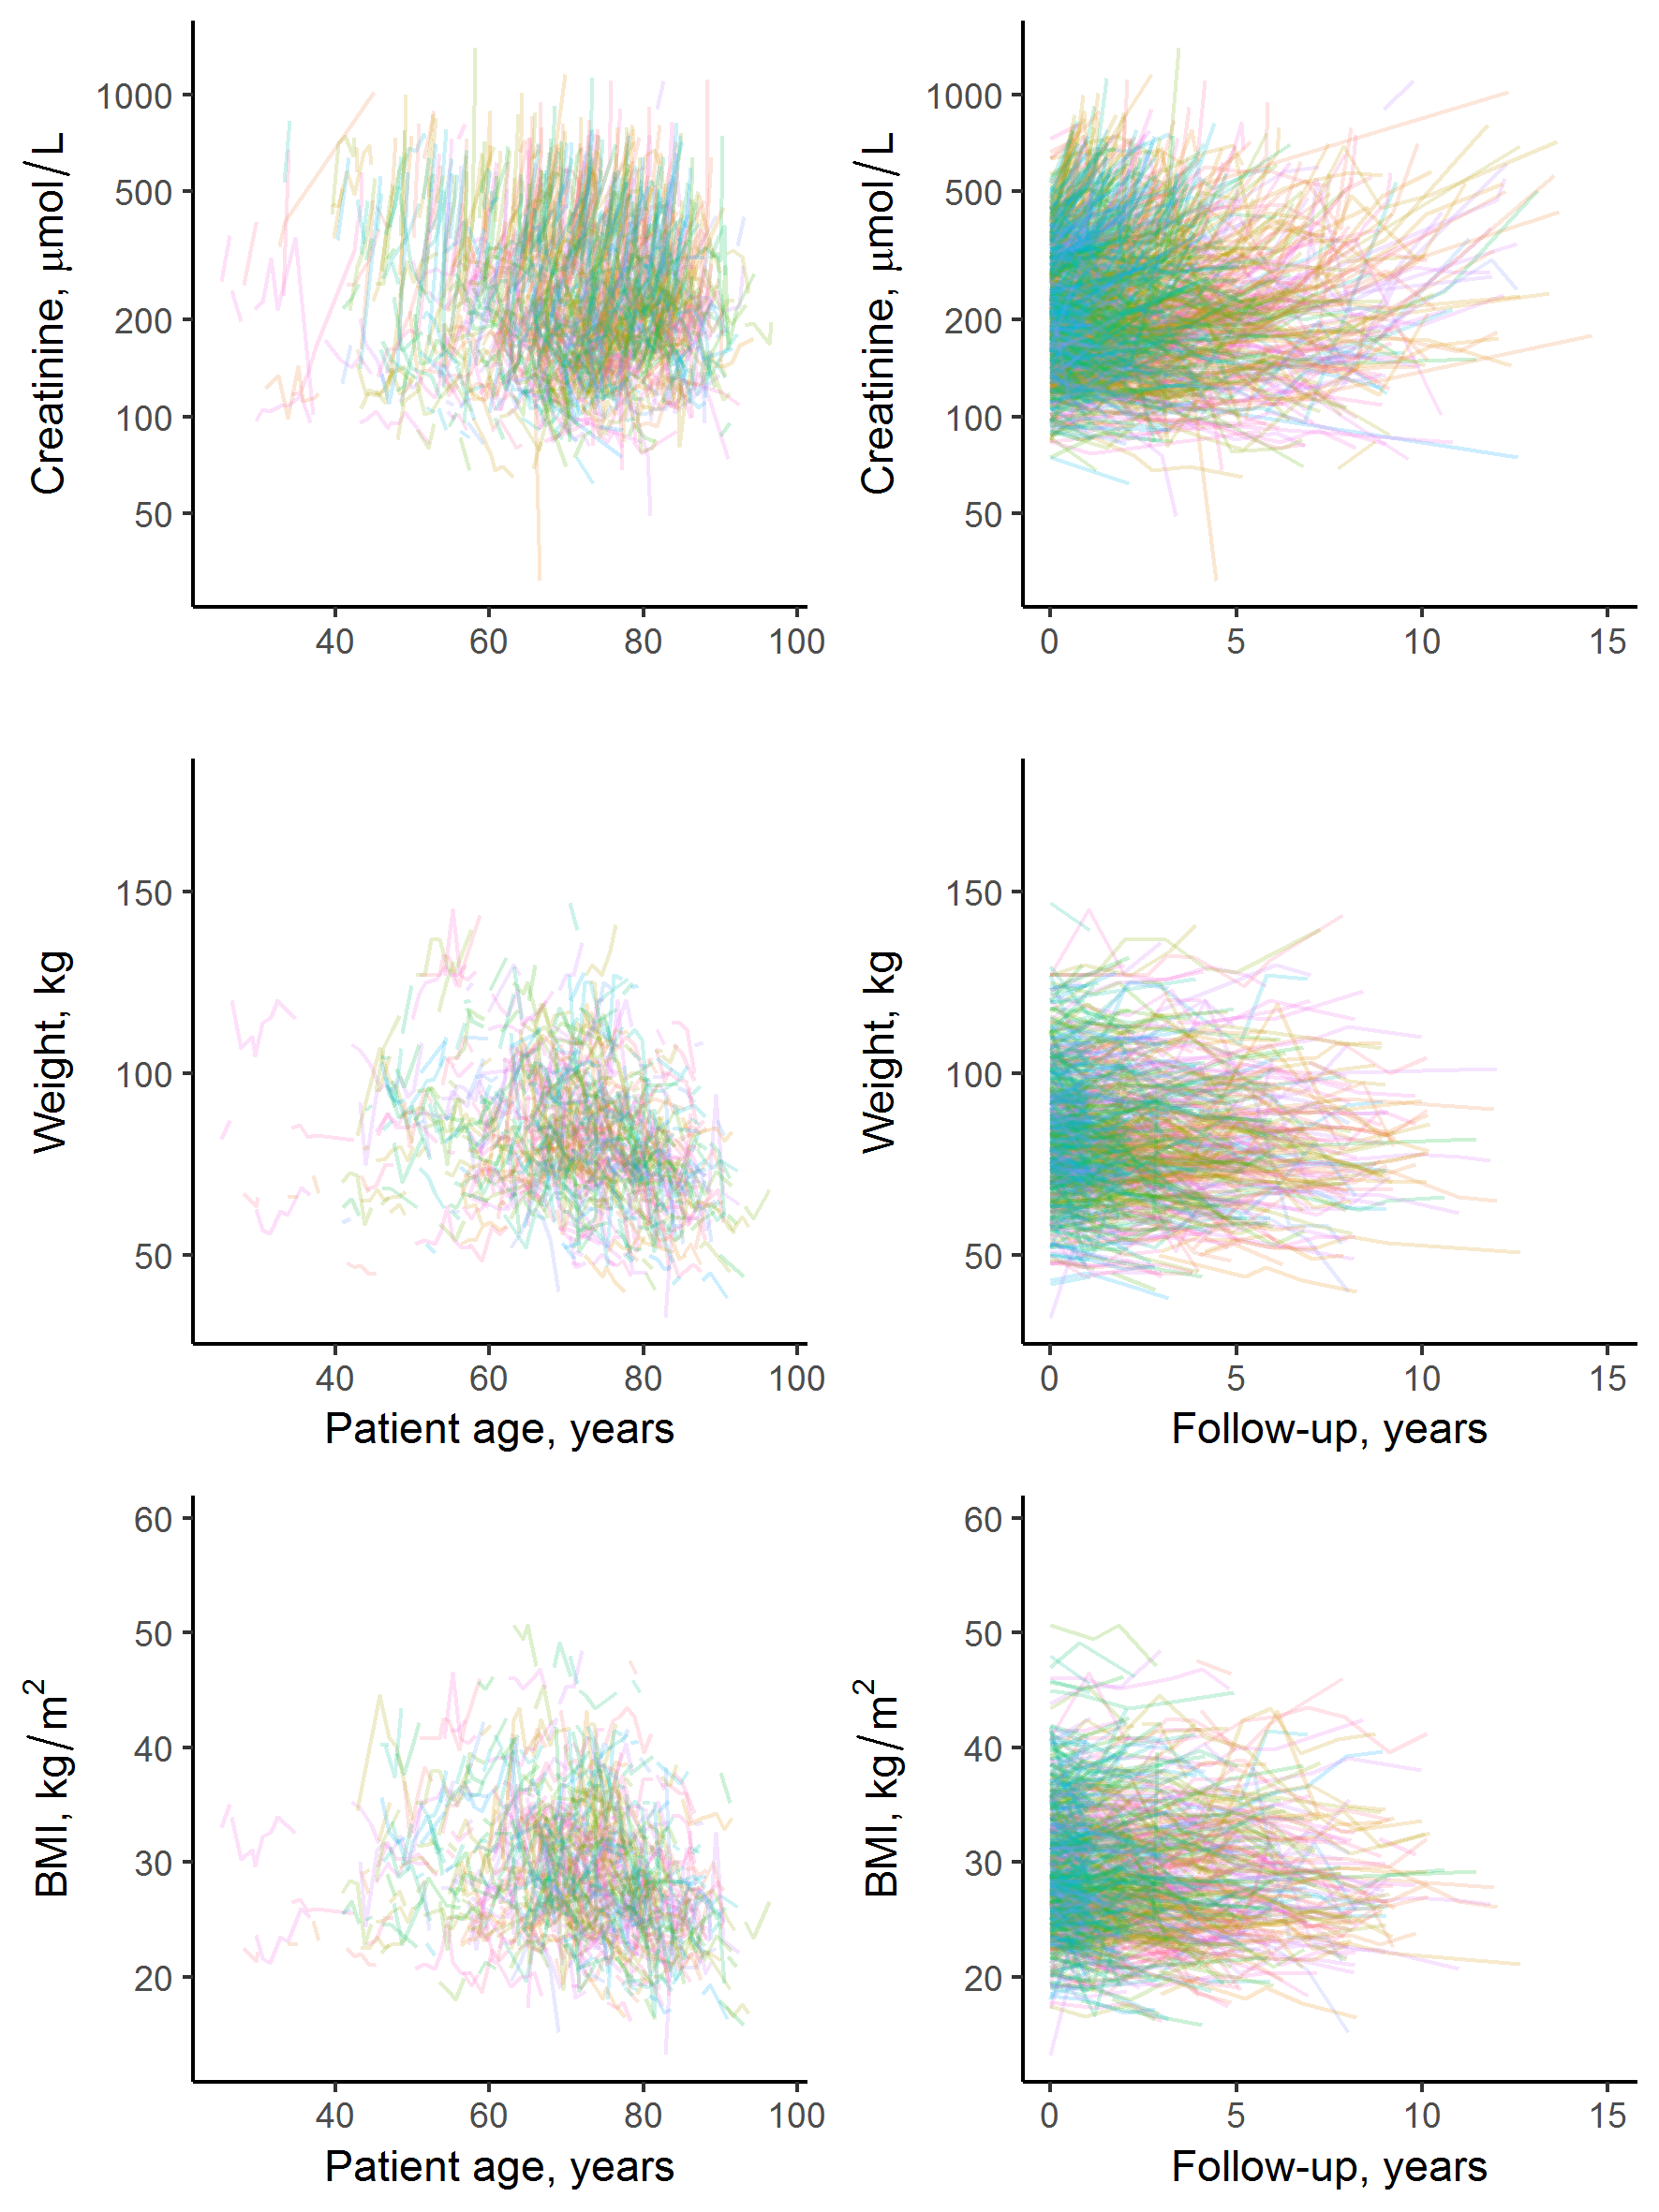 Creatinine, μmol/L
1000
500
200
100
50
40 60 80 100
Creatinine, μmol/L
1000
500
200
100
50
0 5 10 15
Weight, kg
150
100
50
40 60 80 100
Patient age, years
Weight, kg
150
100
50
0 5 10 15
Follow-up, years
BMI, kg/m²
60
50
40
30
20
40 60 80 100
Patient age, years
BMI, kg/m²
60
50
40
30
20
0 5 10 15
Follow-up, years